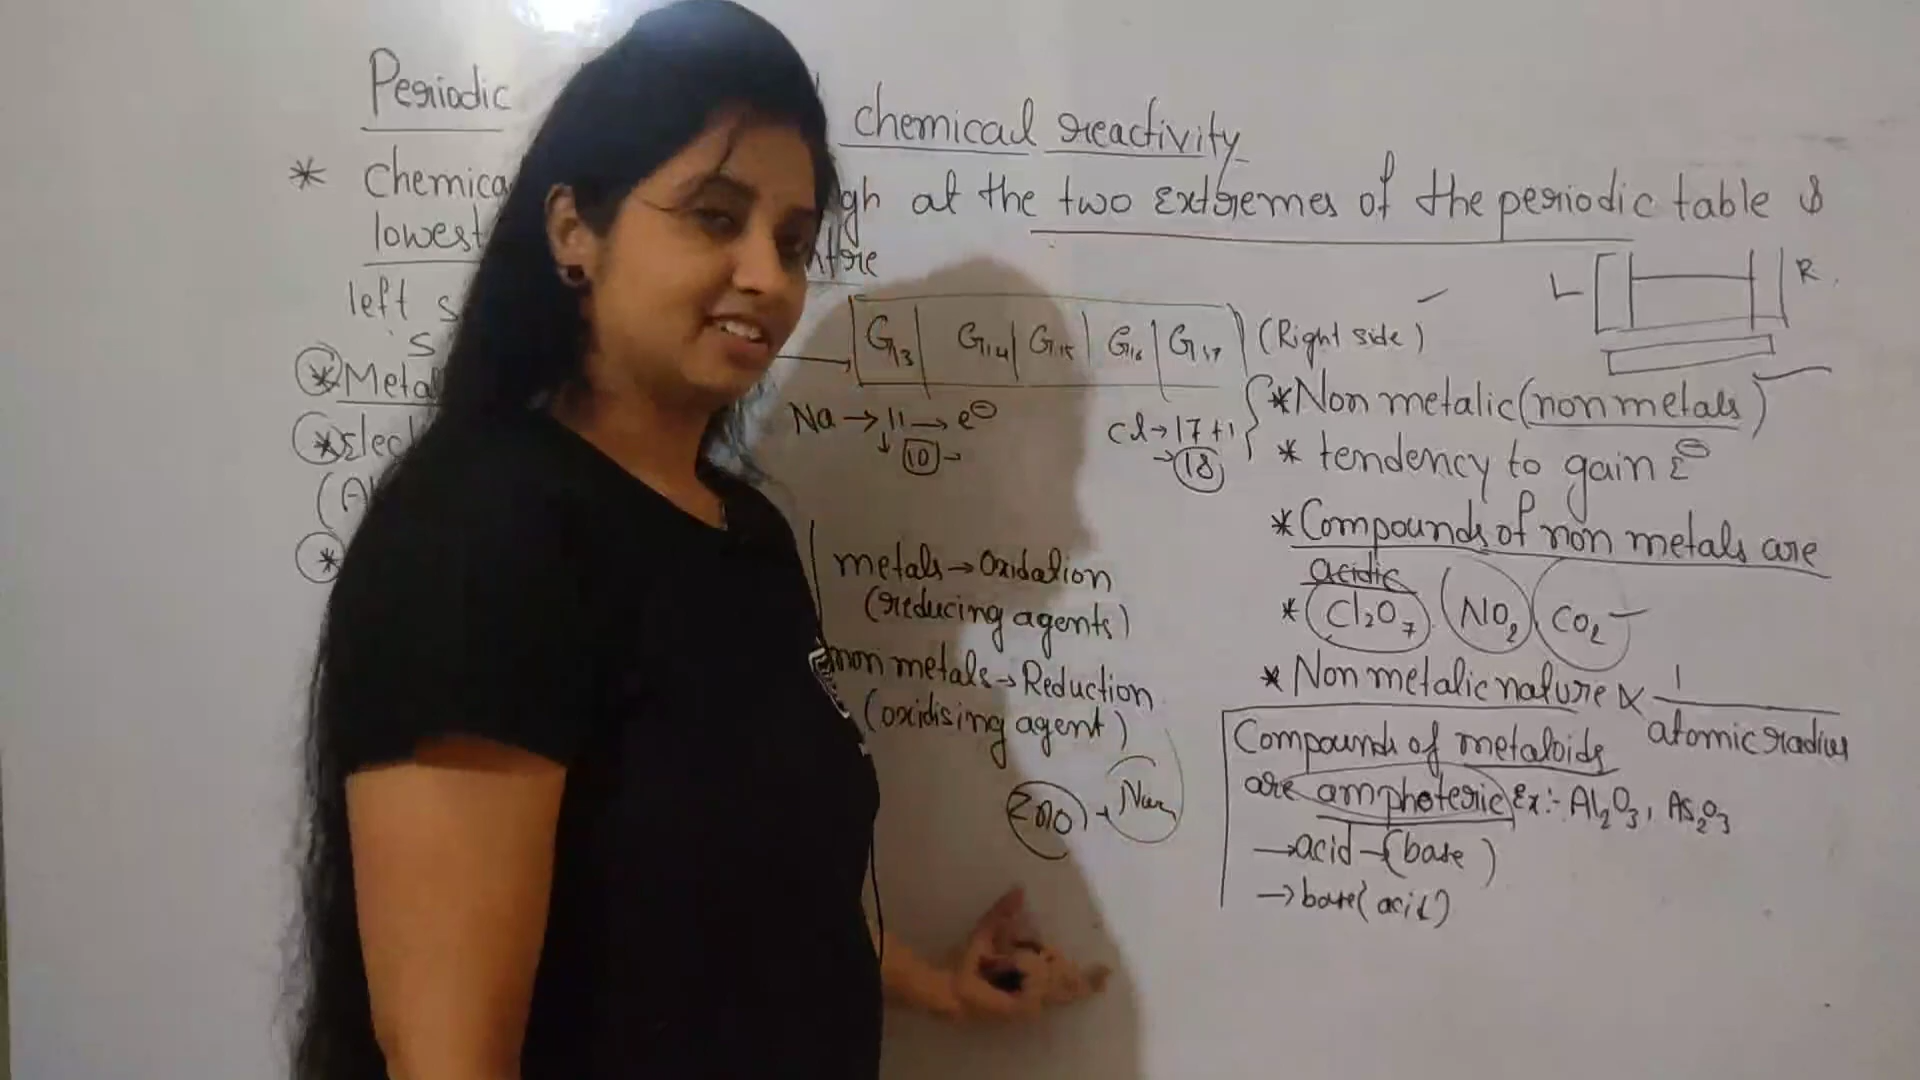 Periodic chemical reactivity
* chemica gh at the two extremes of the periodic table &
lowest ntre
left s
S
L R
G13 G14 G15 G16 G17 (Right side)
* Metal
* Elec
(Al
*
Na → 11 → e⊖
↓ 10 -
Cl → 17 +1
→ 18
* Non metalic (non metals)
* tendency to gain e⊖
* Compounds of non metals are
acidic
* Cl2O7 NO2 CO2
* Non metalic nature ∝ 1
atomic radius
metals → Oxidation
(reducing agents)
non metals → Reduction
(oxidising agent)
ZnO +
Compounds of metaloids
are amphoteric Ex:- Al2O3, As2O3
→ acid - (base)
→ base (acid)